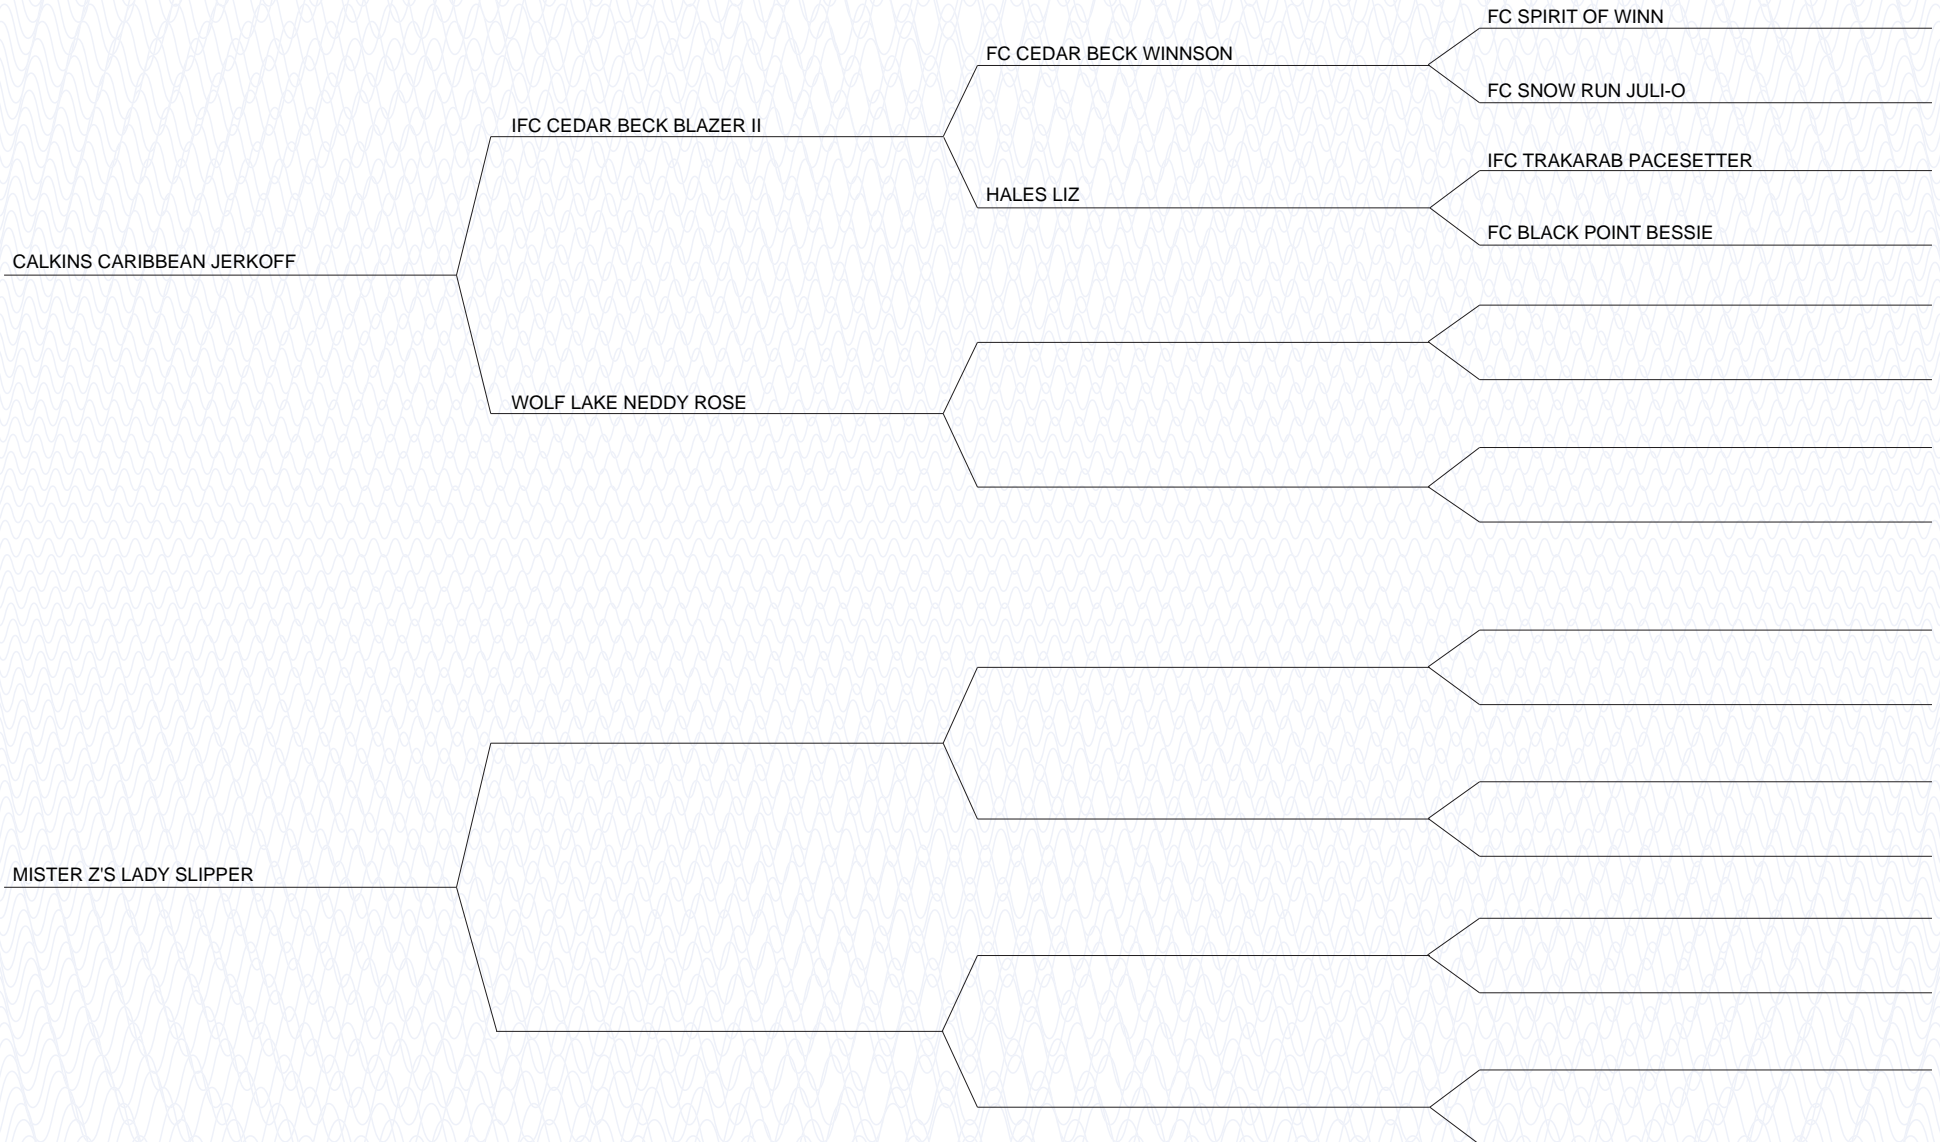 FC SPIRIT OF WINN
FC CEDAR BECK WINNSON
FC SNOW RUN JULI-O
IFC CEDAR BECK BLAZER II
IFC TRAKARAB PACESETTER
HALES LIZ
FC BLACK POINT BESSIE
CALKINS CARIBBEAN JERKOFF
WOLF LAKE NEDDY ROSE
MISTER Z'S LADY SLIPPER